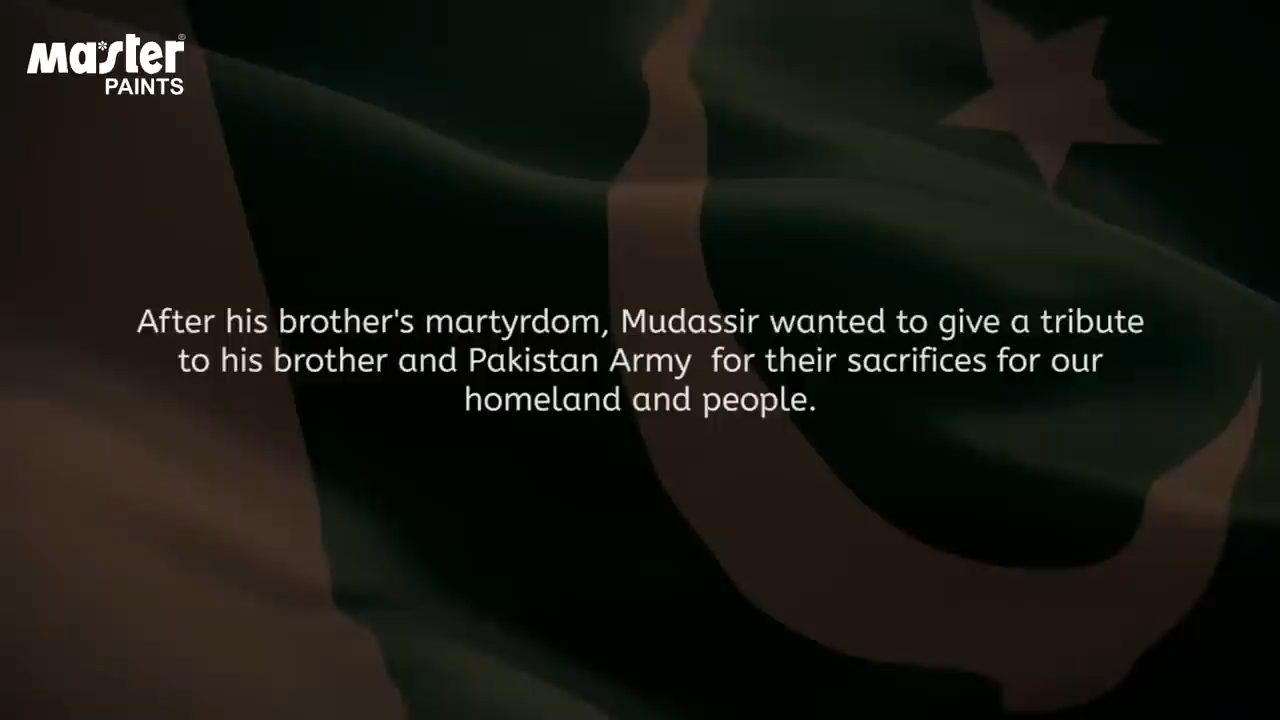 master®
PAINTS
After his brother's martyrdom, Mudassir wanted to give a tribute
to his brother and Pakistan Army  for their sacrifices for our
homeland and people.